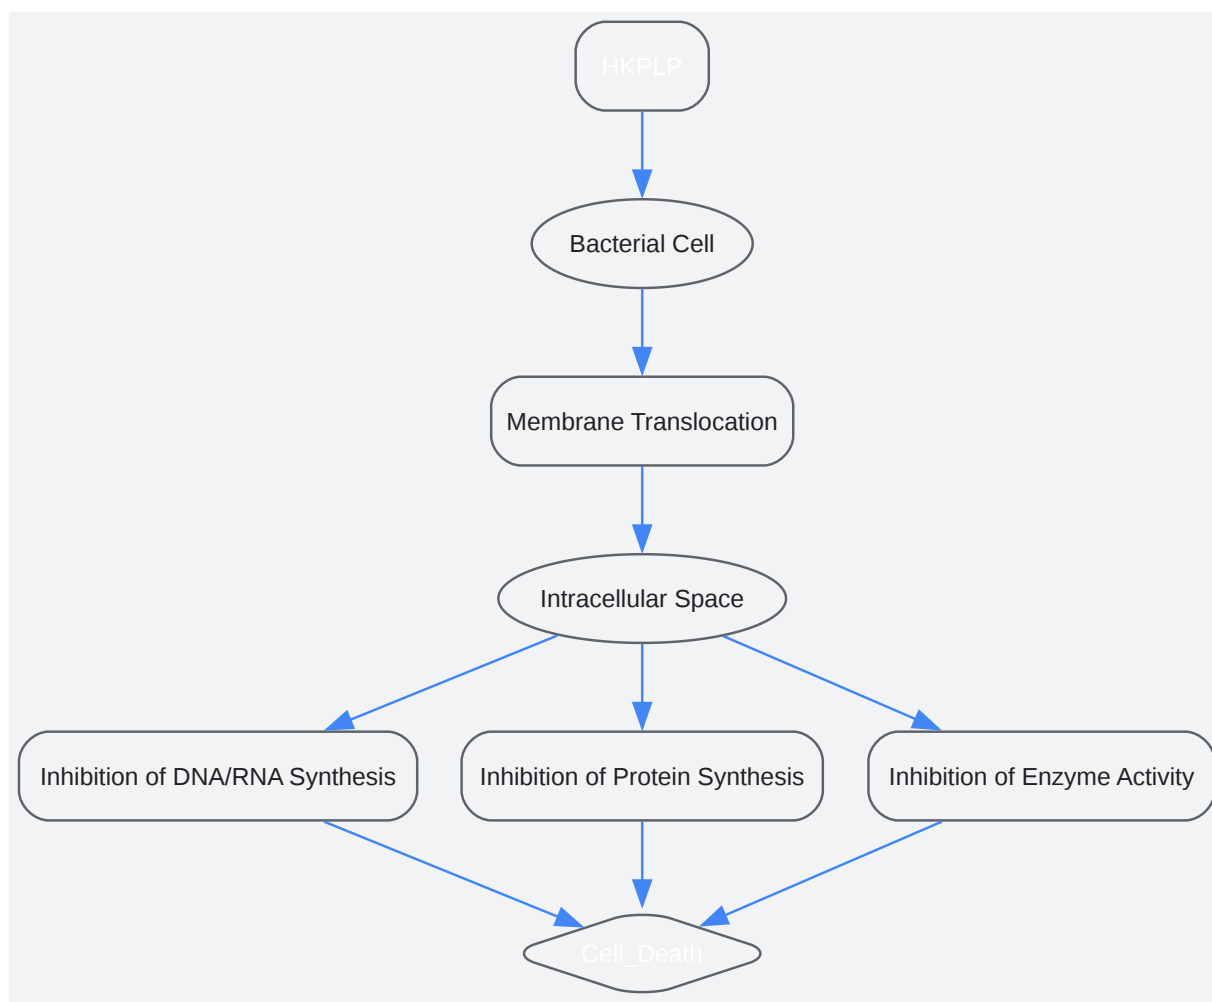 HKPLP
Bacterial Cell
Membrane Translocation
Intracellular Space
Inhibition of DNA/RNA Synthesis
Inhibition of Protein Synthesis
Inhibition of Enzyme Activity
Cell_Death